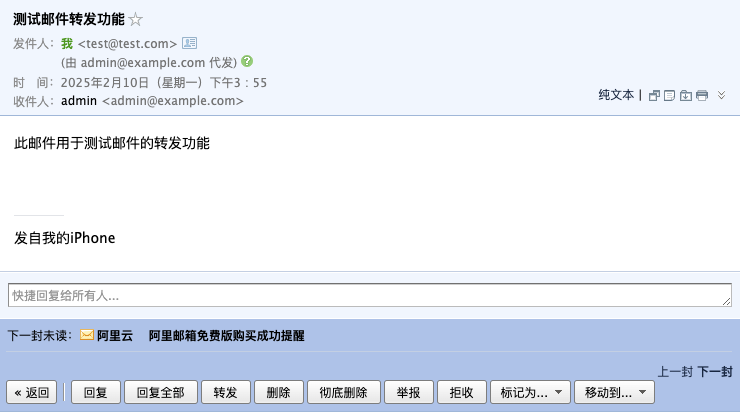 测试邮件转发功能
发件人：我 <test@test.com>
(由 admin@example.com 代发)
时　间：2025年2月10日（星期一）下午3：55
收件人：admin <admin@example.com>
纯文本 |
此邮件用于测试邮件的转发功能
发自我的iPhone
快捷回复给所有人...
下一封未读： 阿里云 阿里邮箱免费版购买成功提醒
上一封 下一封
« 返回 回复 回复全部 转发 删除 彻底删除 举报 拒收 标记为... 移动到...